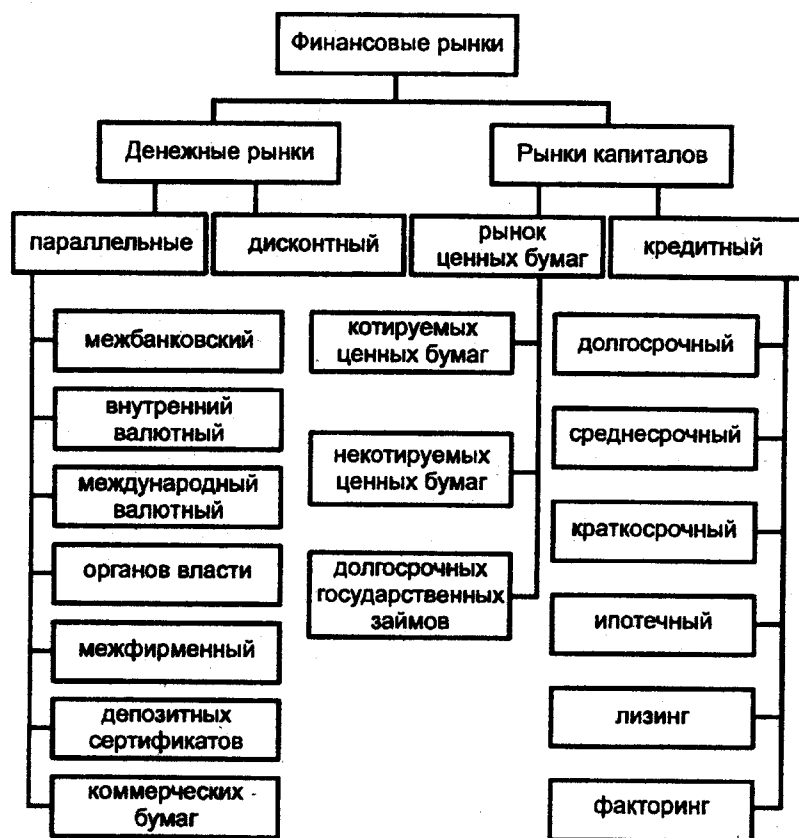 Финансовые рынки
Денежные рынки
Рынки капиталов
параллельные
дисконтный
рынок
ценных бумаг
кредитный
межбанковский
внутренний
валютный
международный
валютный
органов власти
межфирменный
депозитных
сертификатов
коммерческих
бумаг
котируемых
ценных бумаг
некотируемых
ценных бумаг
долгосрочных
государственных
займов
долгосрочный
среднесрочный
краткосрочный
ипотечный
лизинг
факторинг